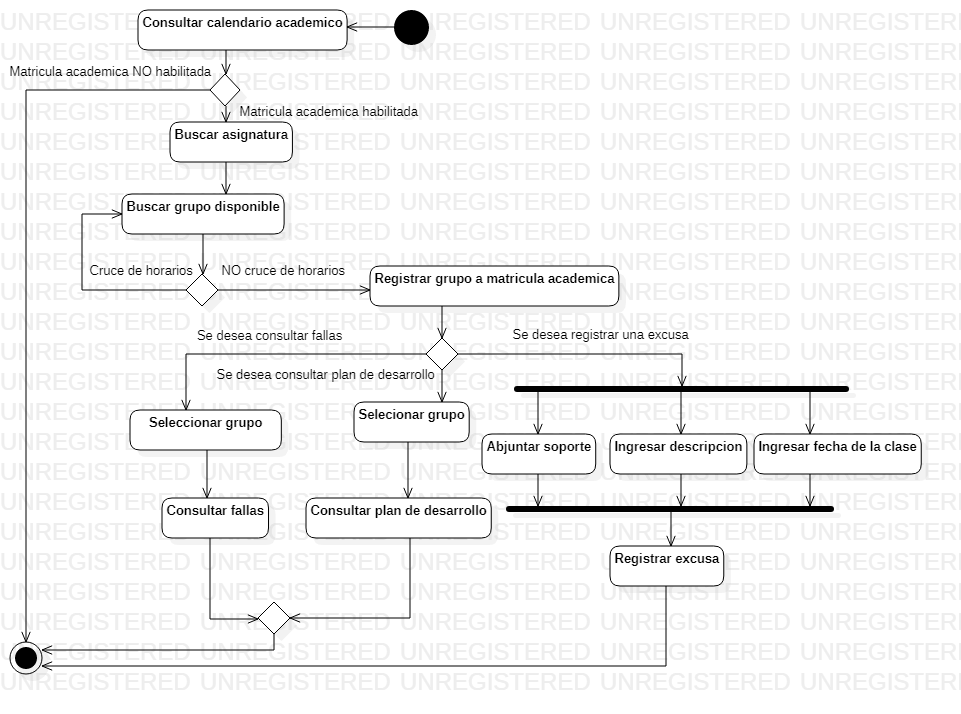 Consultar calendario academico
Matricula academica NO habilitada
Matricula academica habilitada
Buscar asignatura
Buscar grupo disponible
Cruce de horarios
NO cruce de horarios
Registrar grupo a matricula academica
Se desea consultar fallas
Se desea registrar una excusa
Se desea consultar plan de desarrollo
Seleccionar grupo
Selecionar grupo
Abjuntar soporte
Ingresar descripcion
Ingresar fecha de la clase
Consultar fallas
Consultar plan de desarrollo
Registrar excusa
UNREGISTERED